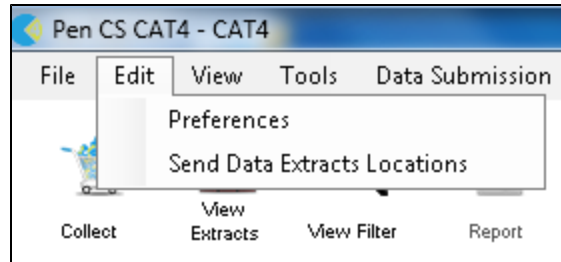 Pen CS CAT4 - CAT4
File Edit View Tools Data Submission
Preferences
Send Data Extracts Locations
Collect View Extracts View Filter Report